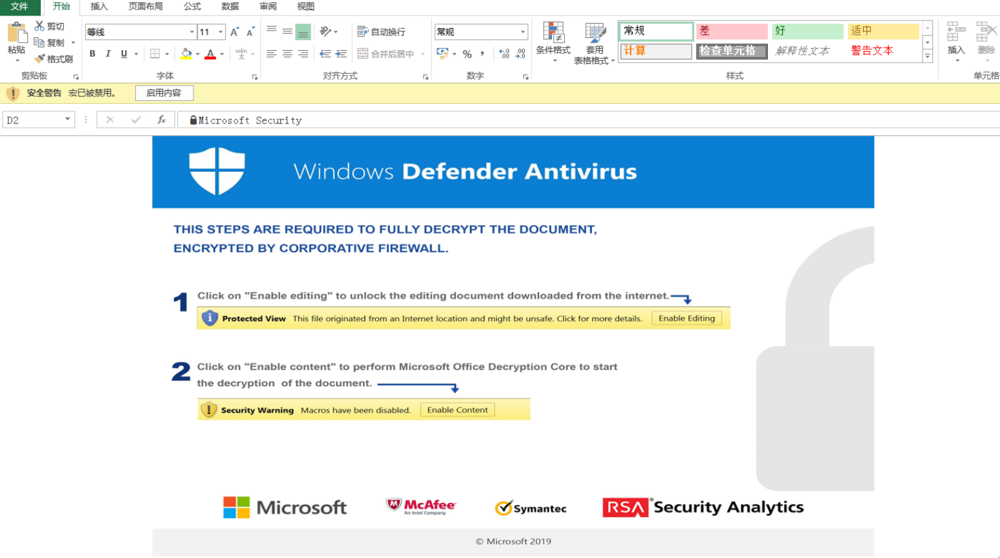 文件 开始 插入 页面布局 公式 数据 审阅 视图
剪切 等线 11 A A 自动换行 常规 常规 差 好 适中
复制
粘贴 条件格式 套用 插入 删除
格式刷 B I U A wén 文 合并后居中 % , .00 .0 表格格式 计算 检查单元格 解释性文本 警告文本
剪贴板 字体 对齐方式 数字 样式 单元格
安全警告 宏已被禁用。 启用内容
D2 fx Microsoft Security
Windows Defender Antivirus
THIS STEPS ARE REQUIRED TO FULLY DECRYPT THE DOCUMENT,
ENCRYPTED BY CORPORATIVE FIREWALL.
1 Click on "Enable editing" to unlock the editing document downloaded from the internet.
Protected View This file originated from an Internet location and might be unsafe. Click for more details. Enable Editing
2 Click on "Enable content" to perform Microsoft Office Decryption Core to start
the decryption of the document.
Security Warning Macros have been disabled. Enable Content
Microsoft McAfee Symantec RSA Security Analytics
An Intel Company
© Microsoft 2019